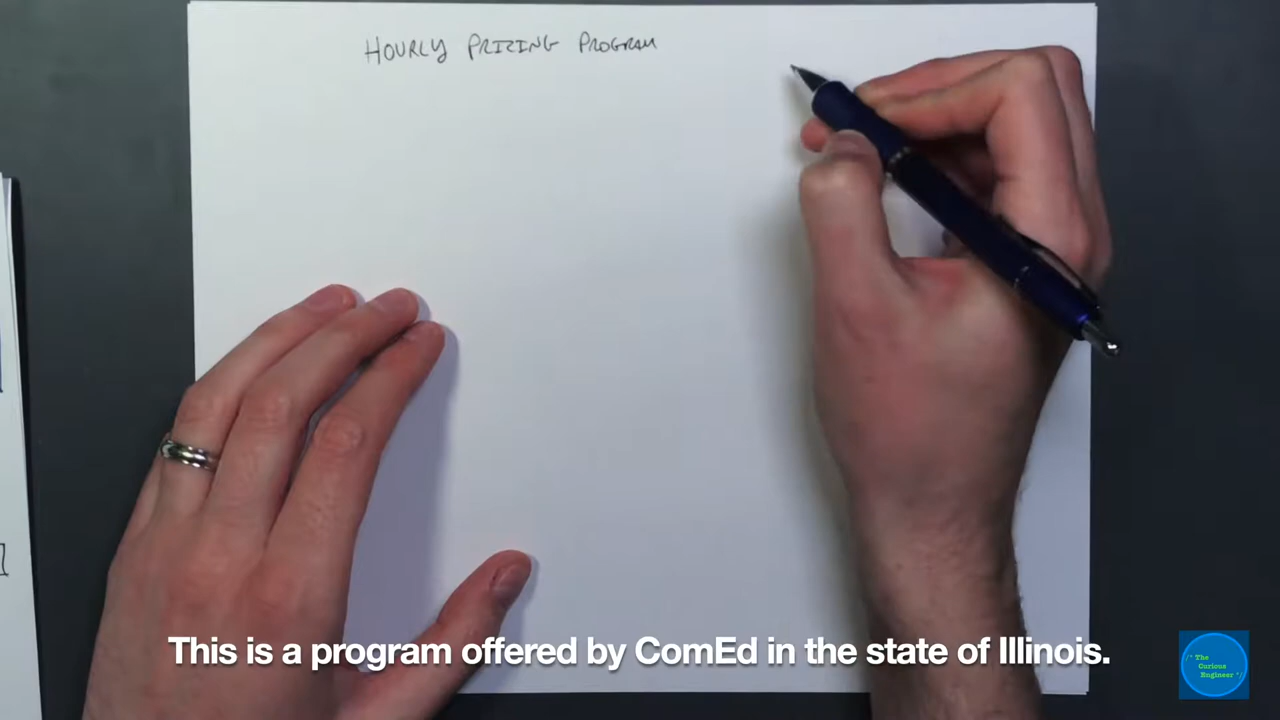 HOURLY PRICING PROGRAM
This is a program offered by ComEd in the state of Illinois.
/* The
Curious
Engineer */